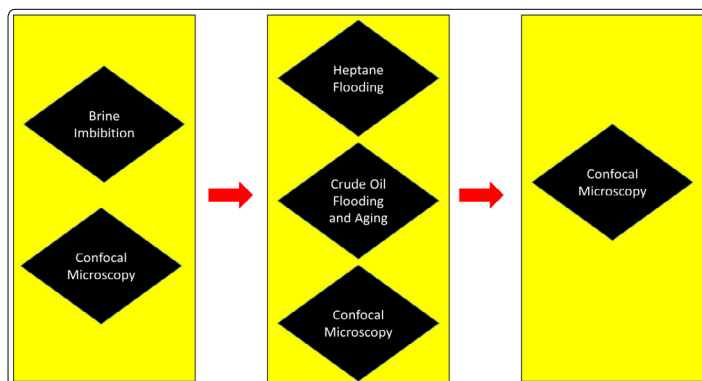 Brine
Imbibition
Confocal
Microscopy
Heptane
Flooding
Crude Oil
Flooding
and Aging
Confocal
Microscopy
Confocal
Microscopy